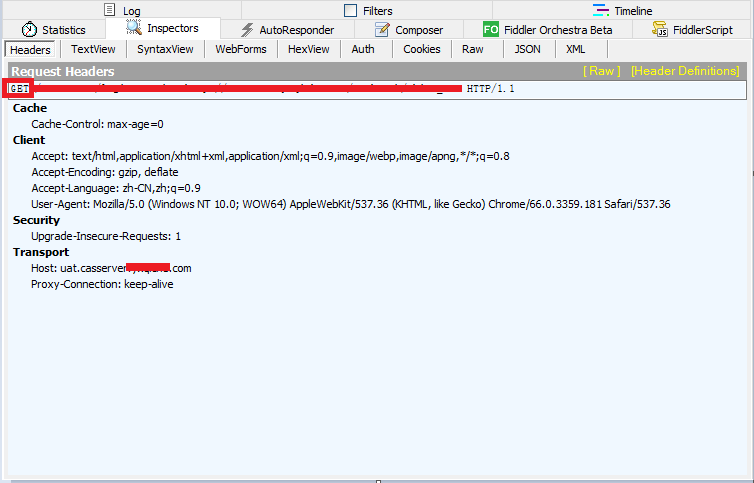 Log Filters Timeline
Statistics Inspectors AutoResponder Composer FO Fiddler Orchestra Beta JS FiddlerScript
Headers TextView SyntaxView WebForms HexView Auth Cookies Raw JSON XML
Request Headers [ Raw ] [Header Definitions]
GET HTTP/1.1
Cache
Cache-Control: max-age=0
Client
Accept: text/html,application/xhtml+xml,application/xml;q=0.9,image/webp,image/apng,*/*;q=0.8
Accept-Encoding: gzip, deflate
Accept-Language: zh-CN,zh;q=0.9
User-Agent: Mozilla/5.0 (Windows NT 10.0; WOW64) AppleWebKit/537.36 (KHTML, like Gecko) Chrome/66.0.3359.181 Safari/537.36
Security
Upgrade-Insecure-Requests: 1
Transport
Host: uat.casserver .com
Proxy-Connection: keep-alive